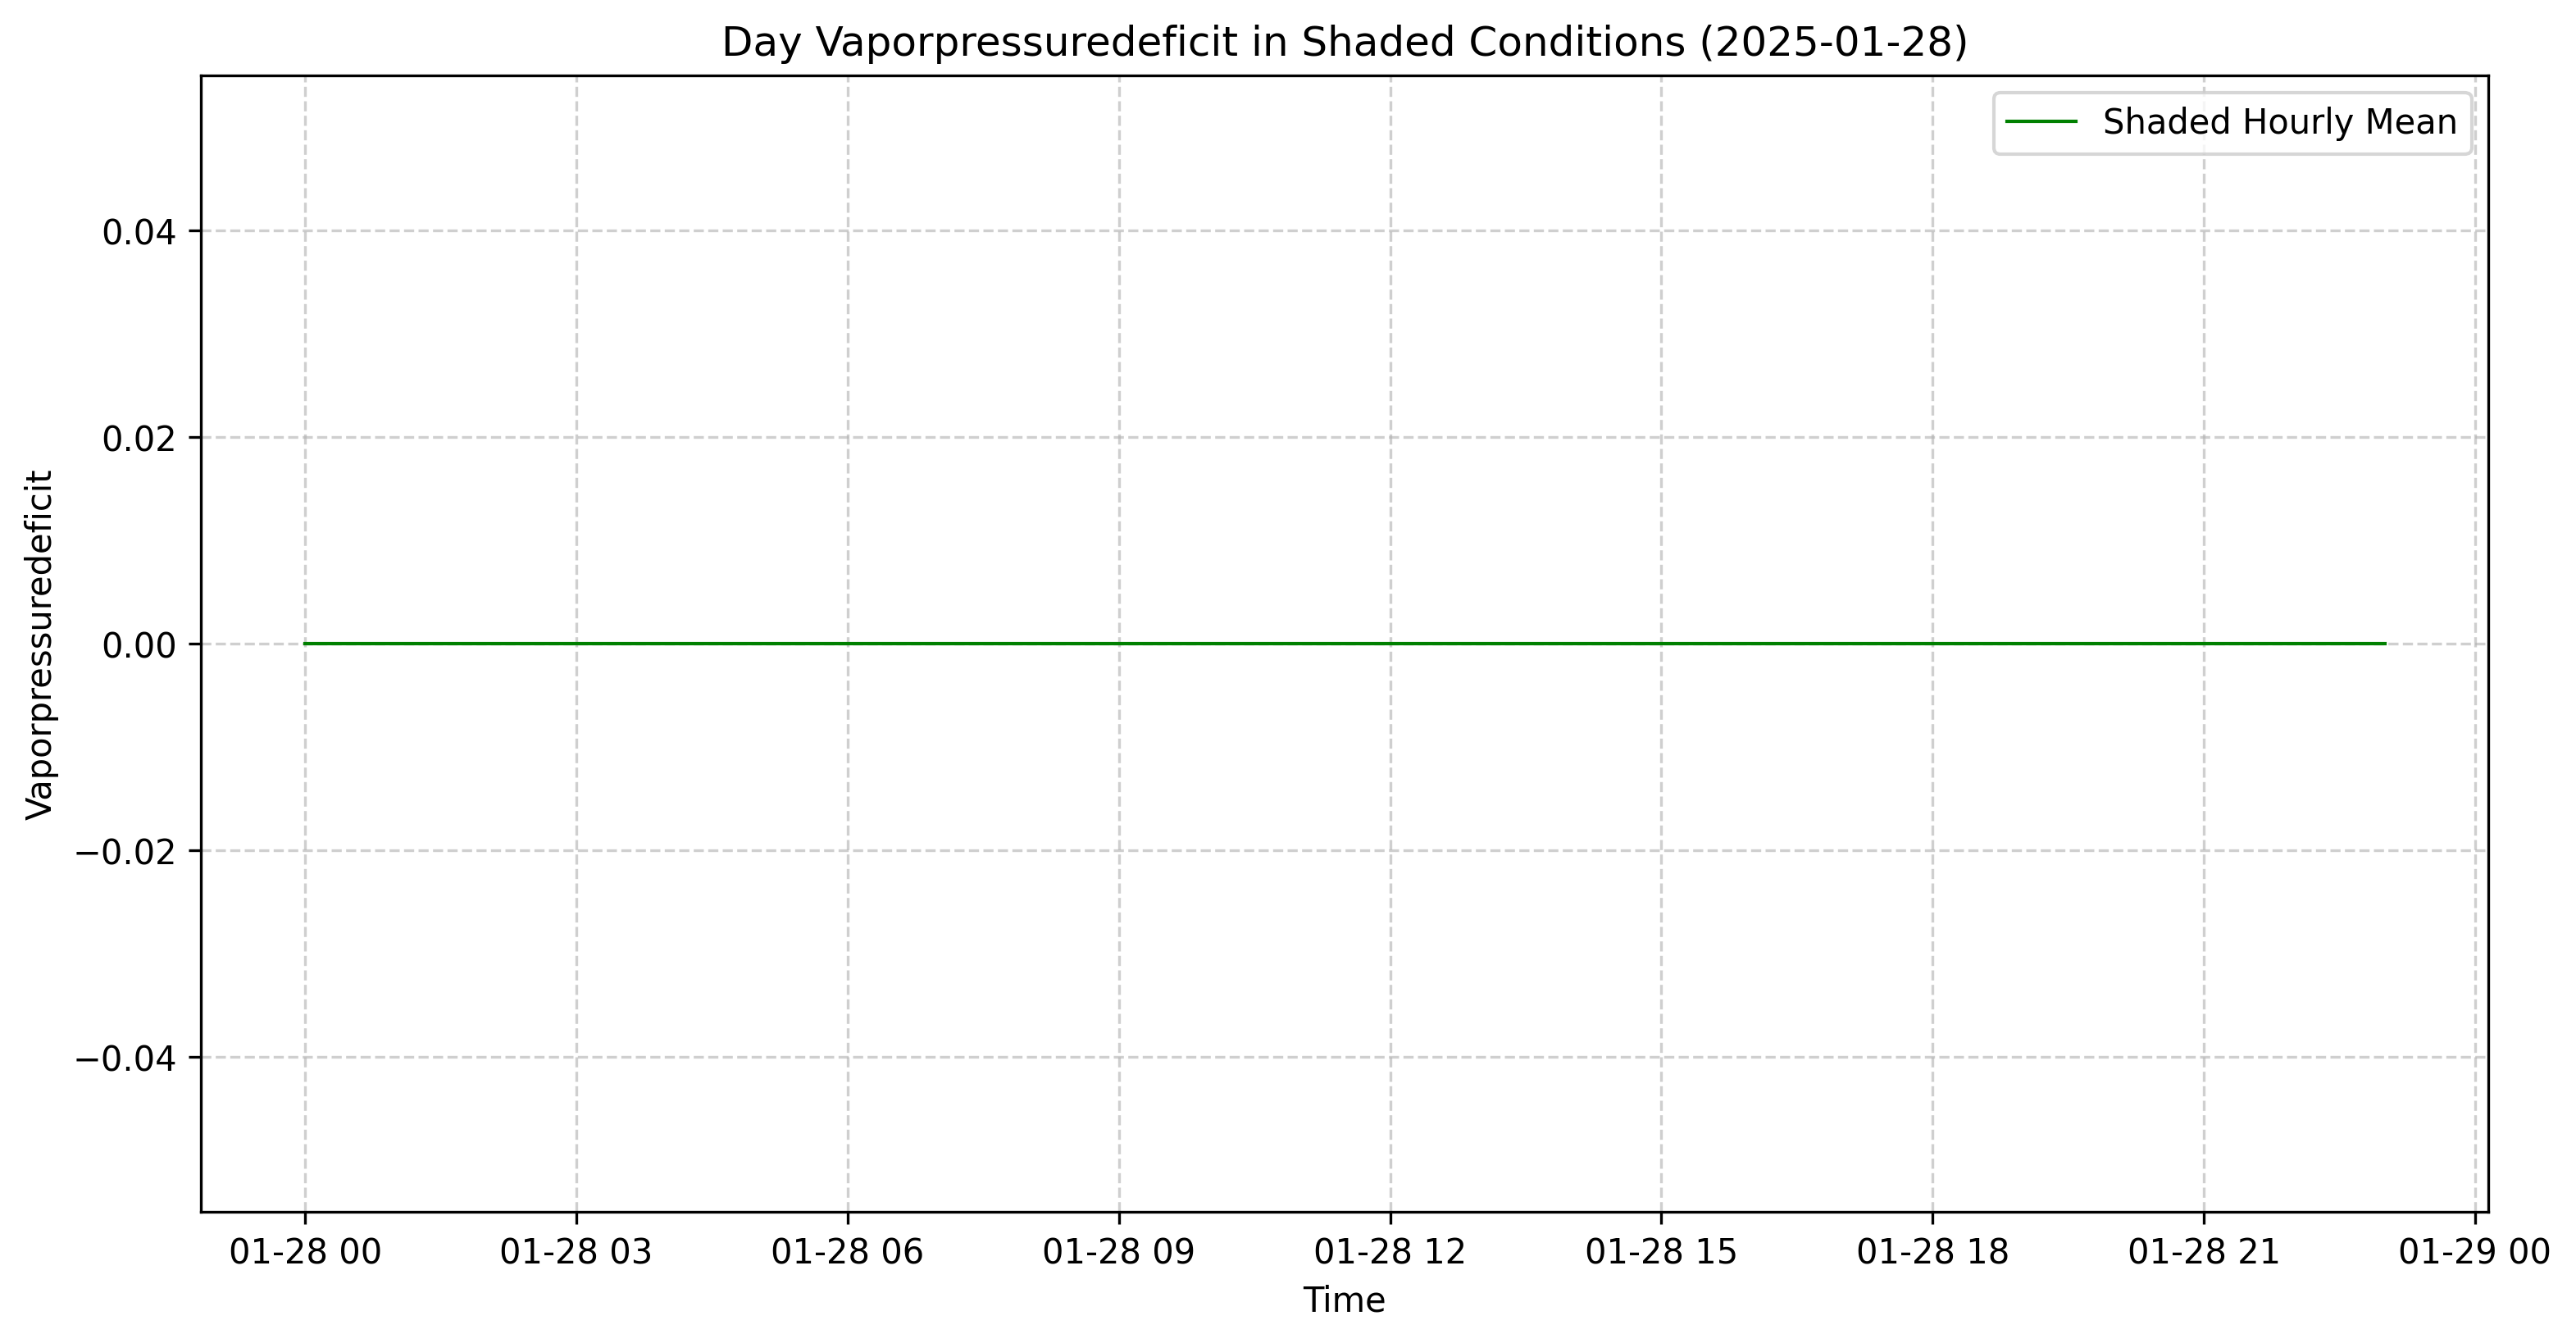 Day Vaporpressuredeficit in Shaded Conditions (2025-01-28)
Shaded Hourly Mean
Vaporpressuredeficit
0.04
0.02
0.00
−0.02
−0.04
01-28 00 01-28 03 01-28 06 01-28 09 01-28 12 01-28 15 01-28 18 01-28 21 01-29 00
Time